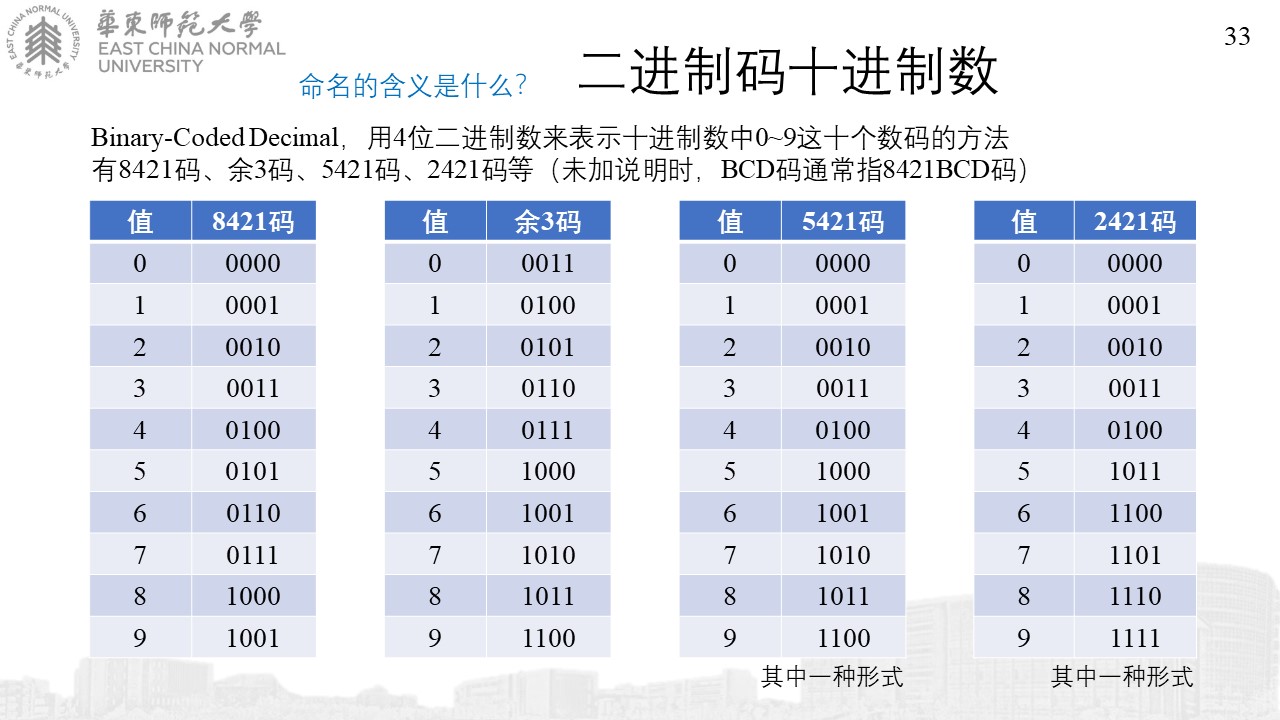 華東師範大學
EAST CHINA NORMAL
UNIVERSITY
EAST CHINA NORMAL UNIVERSITY
華東師範大學
33
命名的含义是什么？
二进制码十进制数
Binary-Coded Decimal，用4位二进制数来表示十进制数中0~9这十个数码的方法
有8421码、余3码、5421码、2421码等（未加说明时，BCD码通常指8421BCD码）
值 8421码 值 余3码 值 5421码 值 2421码
0 0000 0 0011 0 0000 0 0000
1 0001 1 0100 1 0001 1 0001
2 0010 2 0101 2 0010 2 0010
3 0011 3 0110 3 0011 3 0011
4 0100 4 0111 4 0100 4 0100
5 0101 5 1000 5 1000 5 1011
6 0110 6 1001 6 1001 6 1100
7 0111 7 1010 7 1010 7 1101
8 1000 8 1011 8 1011 8 1110
9 1001 9 1100 9 1100 9 1111
其中一种形式 其中一种形式